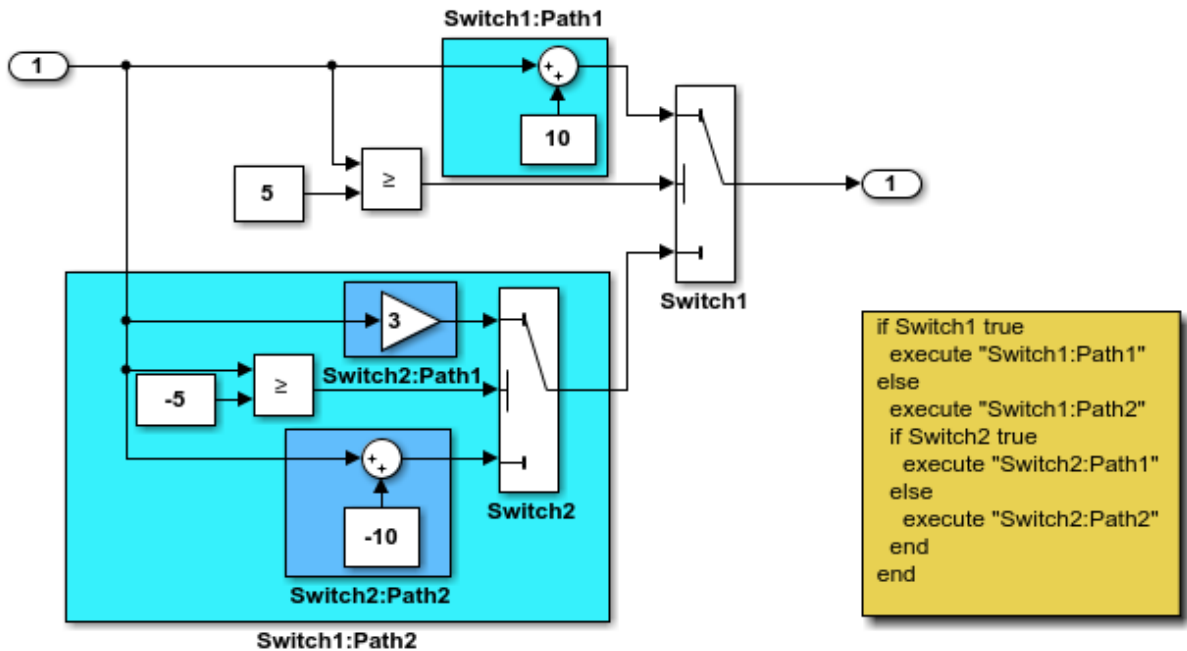 Switch1:Path1
1
+
+
10
≥
5
1
Switch1
3
Switch2:Path1
≥
-5
+
+
Switch2
-10
Switch2:Path2
Switch1:Path2
if Switch1 true
execute "Switch1:Path1"
else
execute "Switch1:Path2"
if Switch2 true
execute "Switch2:Path1"
else
execute "Switch2:Path2"
end
end